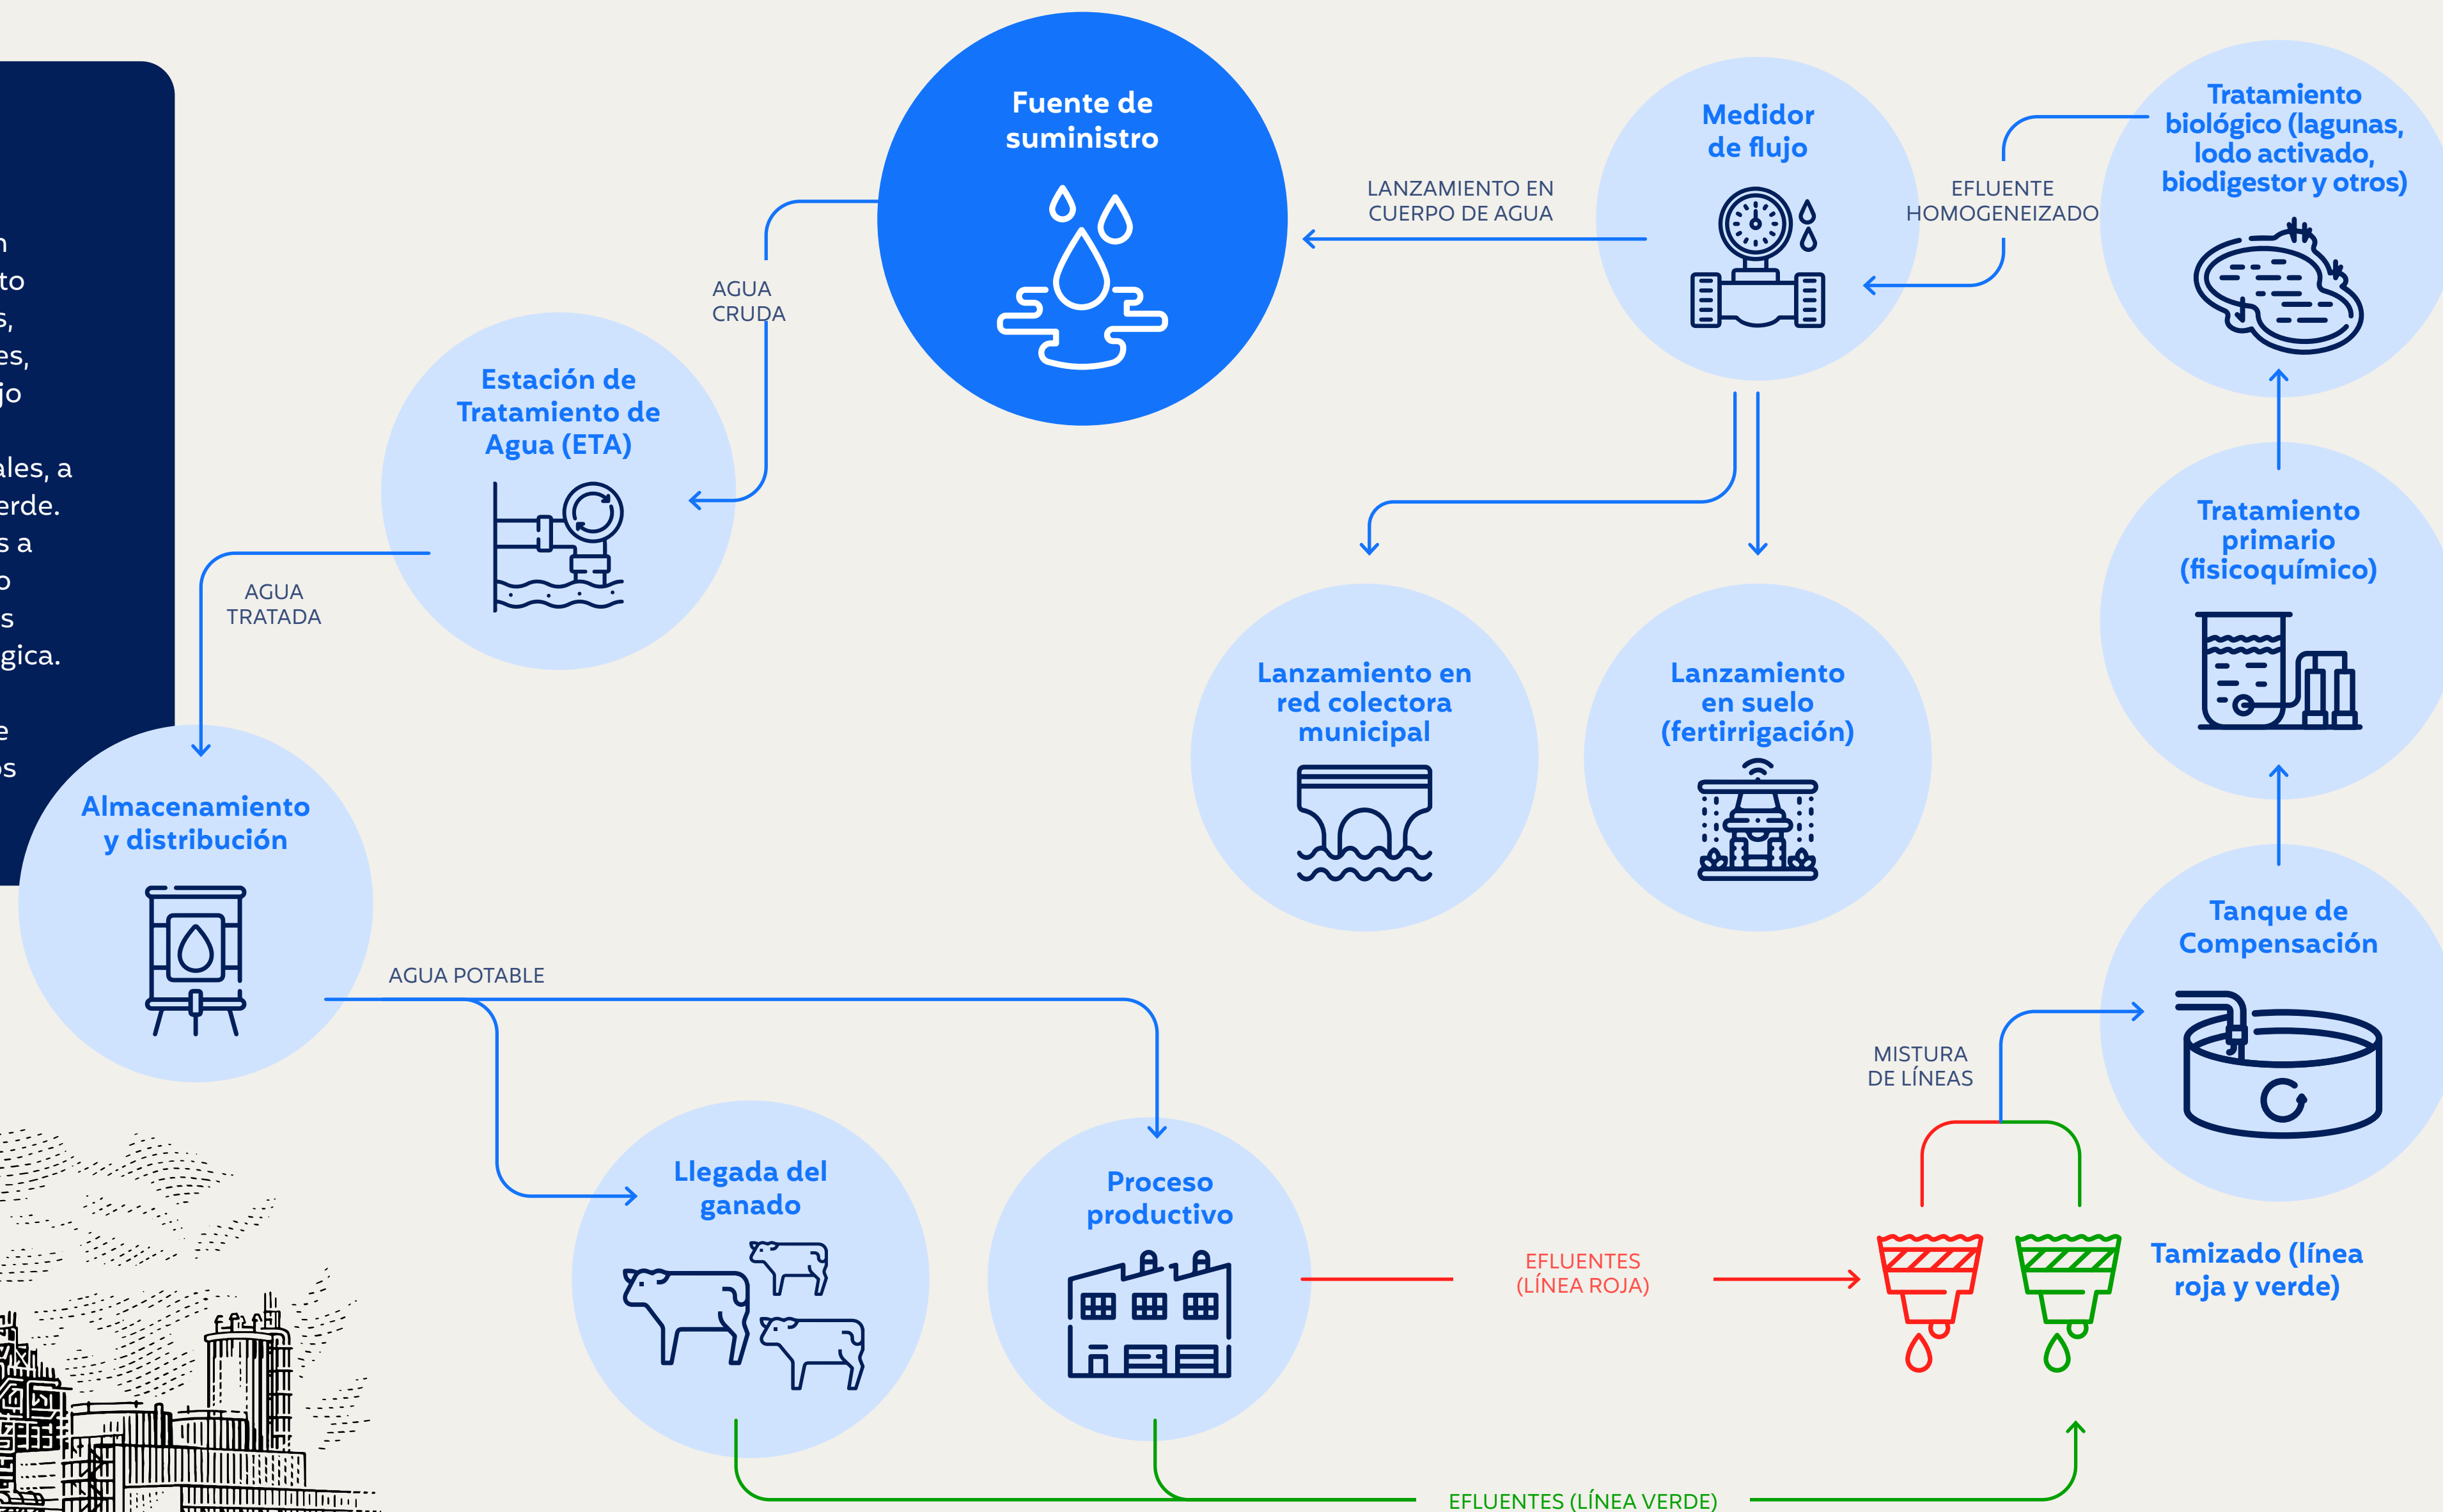 Fuente de
suministro
Medidor
de flujo
Tratamiento
biológico (lagunas,
lodo activado,
biodigestor y otros)
LANZAMIENTO EN
CUERPO DE AGUA
EFLUENTE
HOMOGENEIZADO
AGUA
CRUDA
Estación de
Tratamiento de
Agua (ETA)
AGUA
TRATADA
Tratamiento
primario
(fisicoquímico)
Lanzamiento en
red colectora
municipal
Lanzamiento
en suelo
(fertirrigación)
Almacenamiento
y distribución
Tanque de
Compensación
AGUA POTABLE
MISTURA
DE LÍNEAS
Llegada del
ganado
Proceso
productivo
EFLUENTES
(LÍNEA ROJA)
Tamizado (línea
roja y verde)
EFLUENTES (LÍNEA VERDE)